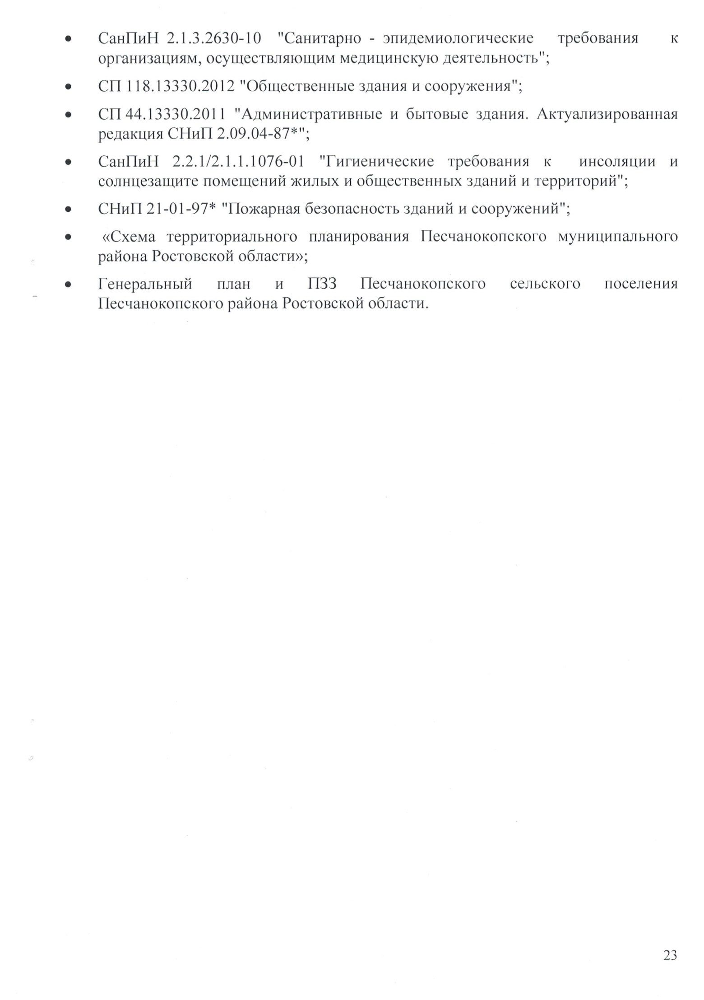 • СанПиН 2.1.3.2630-10 "Санитарно - эпидемиологические требования к
организациям, осуществляющим медицинскую деятельность";
• СП 118.13330.2012 "Общественные здания и сооружения";
• СП 44.13330.2011 "Административные и бытовые здания. Актуализированная
редакция СНиП 2.09.04-87*";
• СанПиН 2.2.1/2.1.1.1076-01 "Гигиенические требования к инсоляции и
солнцезащите помещений жилых и общественных зданий и территорий";
• СНиП 21-01-97* "Пожарная безопасность зданий и сооружений";
• «Схема территориального планирования Песчанокопского муниципального
района Ростовской области»;
• Генеральный план и ПЗЗ Песчанокопского сельского поселения
Песчанокопского района Ростовской области.
23